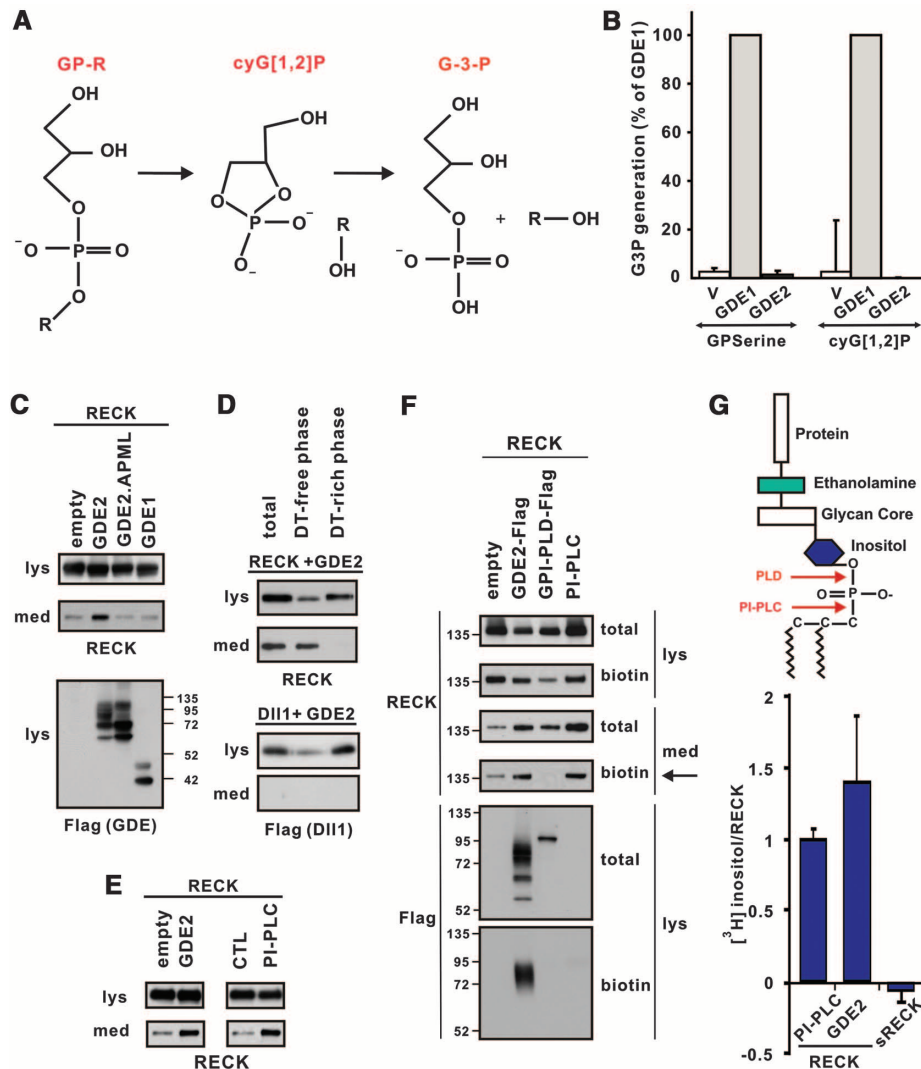 A
GP-R
cyG[1,2]P
G-3-P
OH
OH
O
⁻O
P
O
O
R
OH
O
O
P
O⁻
O⁻
R
OH
OH
OH
O
⁻O
P
O
OH
+
R
OH
B
G3P generation (% of GDE1)
100
80
60
40
20
0
V
GDE1
GDE2
V
GDE1
GDE2
GPSerine
cyG[1,2]P
C
RECK
empty
GDE2
GDE2.APML
GDE1
lys
med
RECK
lys
135
95
72
52
42
Flag (GDE)
D
total
DT-free phase
DT-rich phase
RECK +GDE2
lys
med
RECK
Dll1+ GDE2
lys
med
Flag (Dll1)
E
RECK
empty
GDE2
CTL
PI-PLC
lys
med
RECK
F
RECK
empty
GDE2-Flag
GPI-PLD-Flag
PI-PLC
RECK
135
total
135
biotin
lys
135
total
135
biotin
med
Flag
135
95
72
52
total
135
95
72
52
biotin
lys
G
Protein
Ethanolamine
Glycan Core
Inositol
PLD
O
O
P
O-
PI-PLC
O
C
C
C
[³H] inositol/RECK
2
1.5
1
0.5
0
-0.5
PI-PLC
GDE2
sRECK
RECK